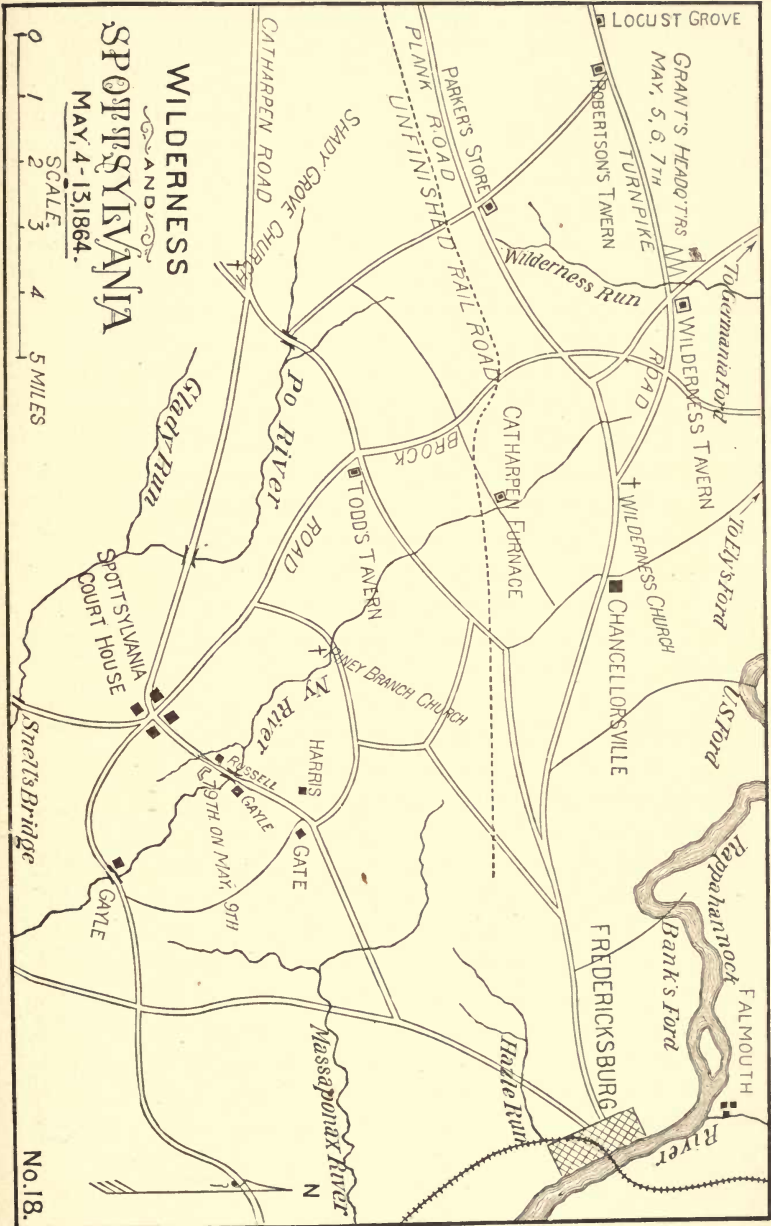 WILDERNESS
AND
SPOTTSYLVANIA
MAY, 4-13, 1864.
SCALE,
0 1 2 3 4 5 MILES
LOCUST GROVE
ROBERTSON'S TAVERN
GRANT'S HEADQTRS
MAY, 5, 6, 7TH
TURNPIKE
ROAD
To Germania Ford
WILDERNESS TAVERN
Wilderness Run
PARKER'S STORE
PLANK ROAD
UNFINISHED RAIL ROAD
CATHARPEN ROAD
SHADY GROVE CHURCH
PO RIVER
Glady Run
BROCK
ROAD
TODD'S TAVERN
CATHARPEN FURNACE
WILDERNESS CHURCH
To Ely's Ford
CHANCELLORSVILLE
U.S Ford
Rappahannock
River
Bank's Ford
FALMOUTH
FREDERICKSBURG
Hazle Run
Massaponax River
PINEY BRANCH CHURCH
Ny River
HARRIS
GATE
RUSSELL
GAYLE
79TH. ON MAY, 9TH
SPOTTSYLVANIA
COURT HOUSE
GAYLE
Snell's Bridge
N
No.18.